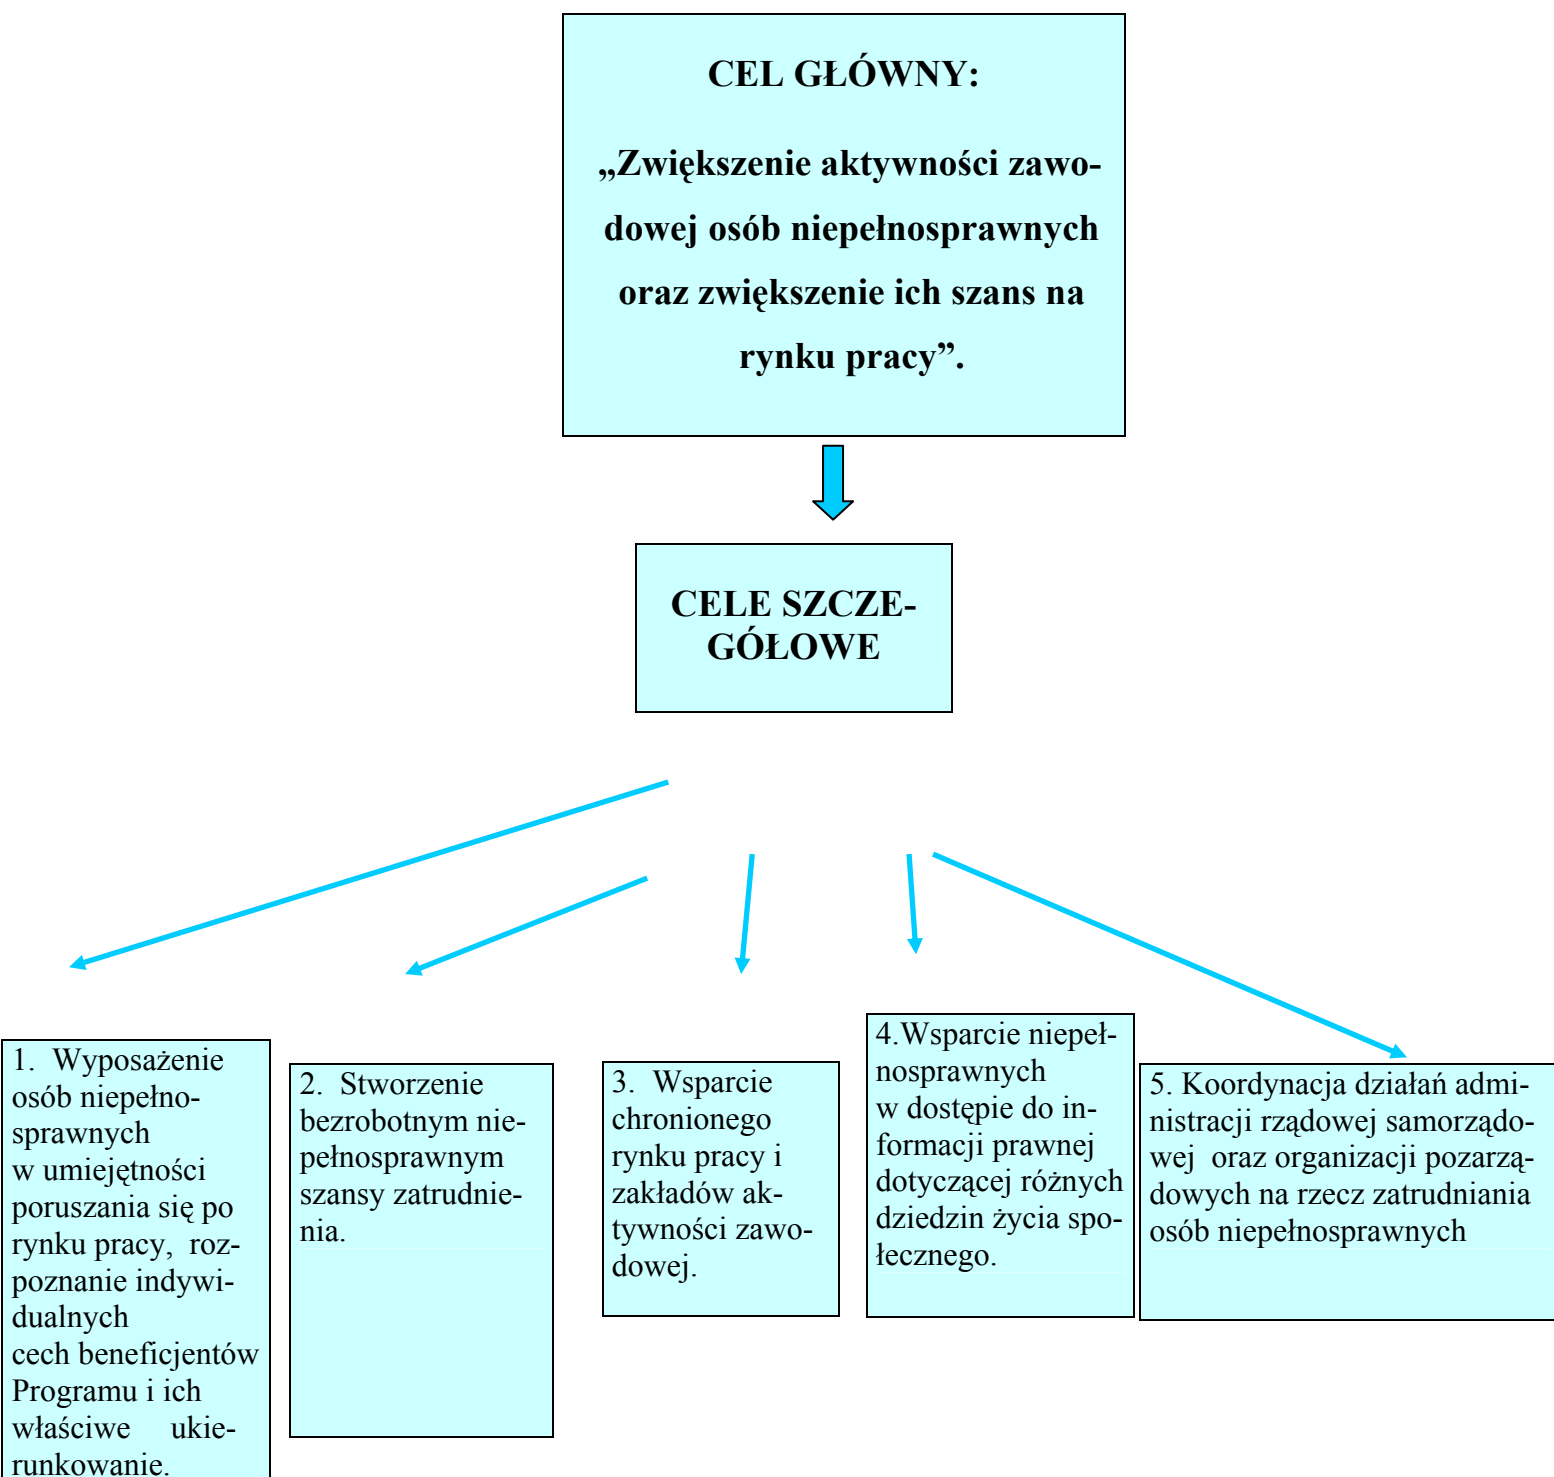 CEL GŁÓWNY:
„Zwiększenie aktywności zawo-
dowej osób niepełnosprawnych
oraz zwiększenie ich szans na
rynku pracy”.
CELE SZCZE-
GÓŁOWE
1. Wyposażenie
osób niepełno-
sprawnych
w umiejętności
poruszania się po
rynku pracy, roz-
poznanie indywi-
dualnych
cech beneficjentów
Programu i ich
właściwe ukie-
runkowanie.
2. Stworzenie
bezrobotnym nie-
pełnosprawnym
szansy zatrudnie-
nia.
3. Wsparcie
chronionego
rynku pracy i
zakładów ak-
tywności zawo-
dowej.
4.Wsparcie niepeł-
nosprawnych
w dostępie do in-
formacji prawnej
dotyczącej różnych
dziedzin życia spo-
łecznego.
5. Koordynacja działań admi-
nistracji rządowej samorządo-
wej oraz organizacji pozarzą-
dowych na rzecz zatrudniania
osób niepełnosprawnych